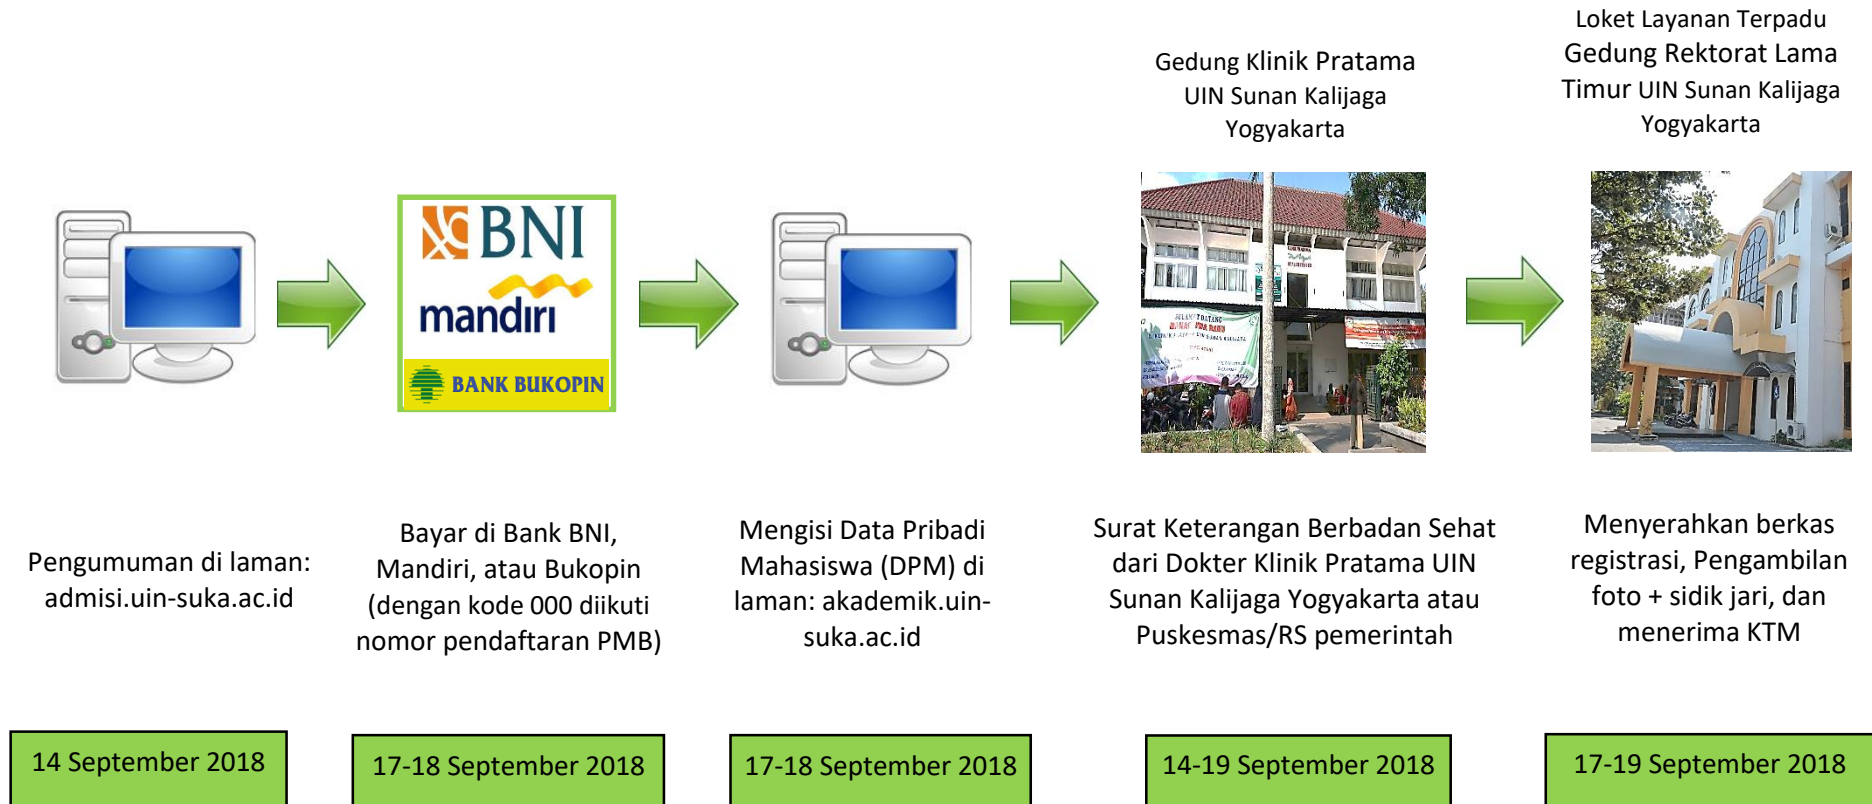 Gedung Klinik Pratama
UIN Sunan Kalijaga
Yogyakarta
Loket Layanan Terpadu
Gedung Rektorat Lama
Timur UIN Sunan Kalijaga
Yogyakarta
BNI
mandiri
BANK BUKOPIN
SELAMAT DATANG
Pengumuman di laman:
admisi.uin-suka.ac.id
Bayar di Bank BNI,
Mandiri, atau Bukopin
(dengan kode 000 diikuti
nomor pendaftaran PMB)
Mengisi Data Pribadi
Mahasiswa (DPM) di
laman: akademik.uin-
suka.ac.id
Surat Keterangan Berbadan Sehat
dari Dokter Klinik Pratama UIN
Sunan Kalijaga Yogyakarta atau
Puskesmas/RS pemerintah
Menyerahkan berkas
registrasi, Pengambilan
foto + sidik jari, dan
menerima KTM
14 September 2018
17-18 September 2018
17-18 September 2018
14-19 September 2018
17-19 September 2018